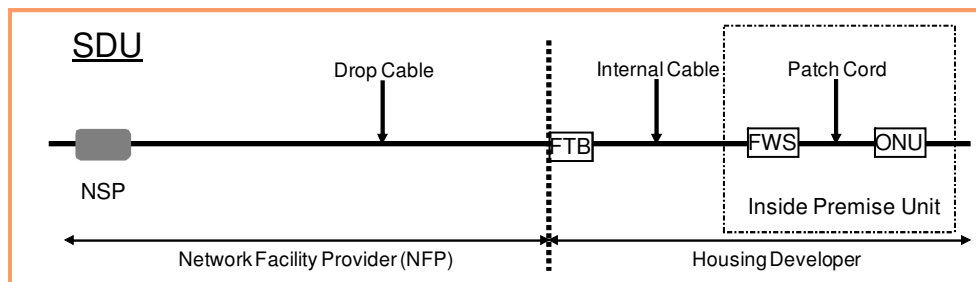 SDU
Drop Cable
Internal Cable
Patch Cord
FTB
FWS
ONU
NSP
Inside Premise Unit
Network Facility Provider (NFP)
Housing Developer